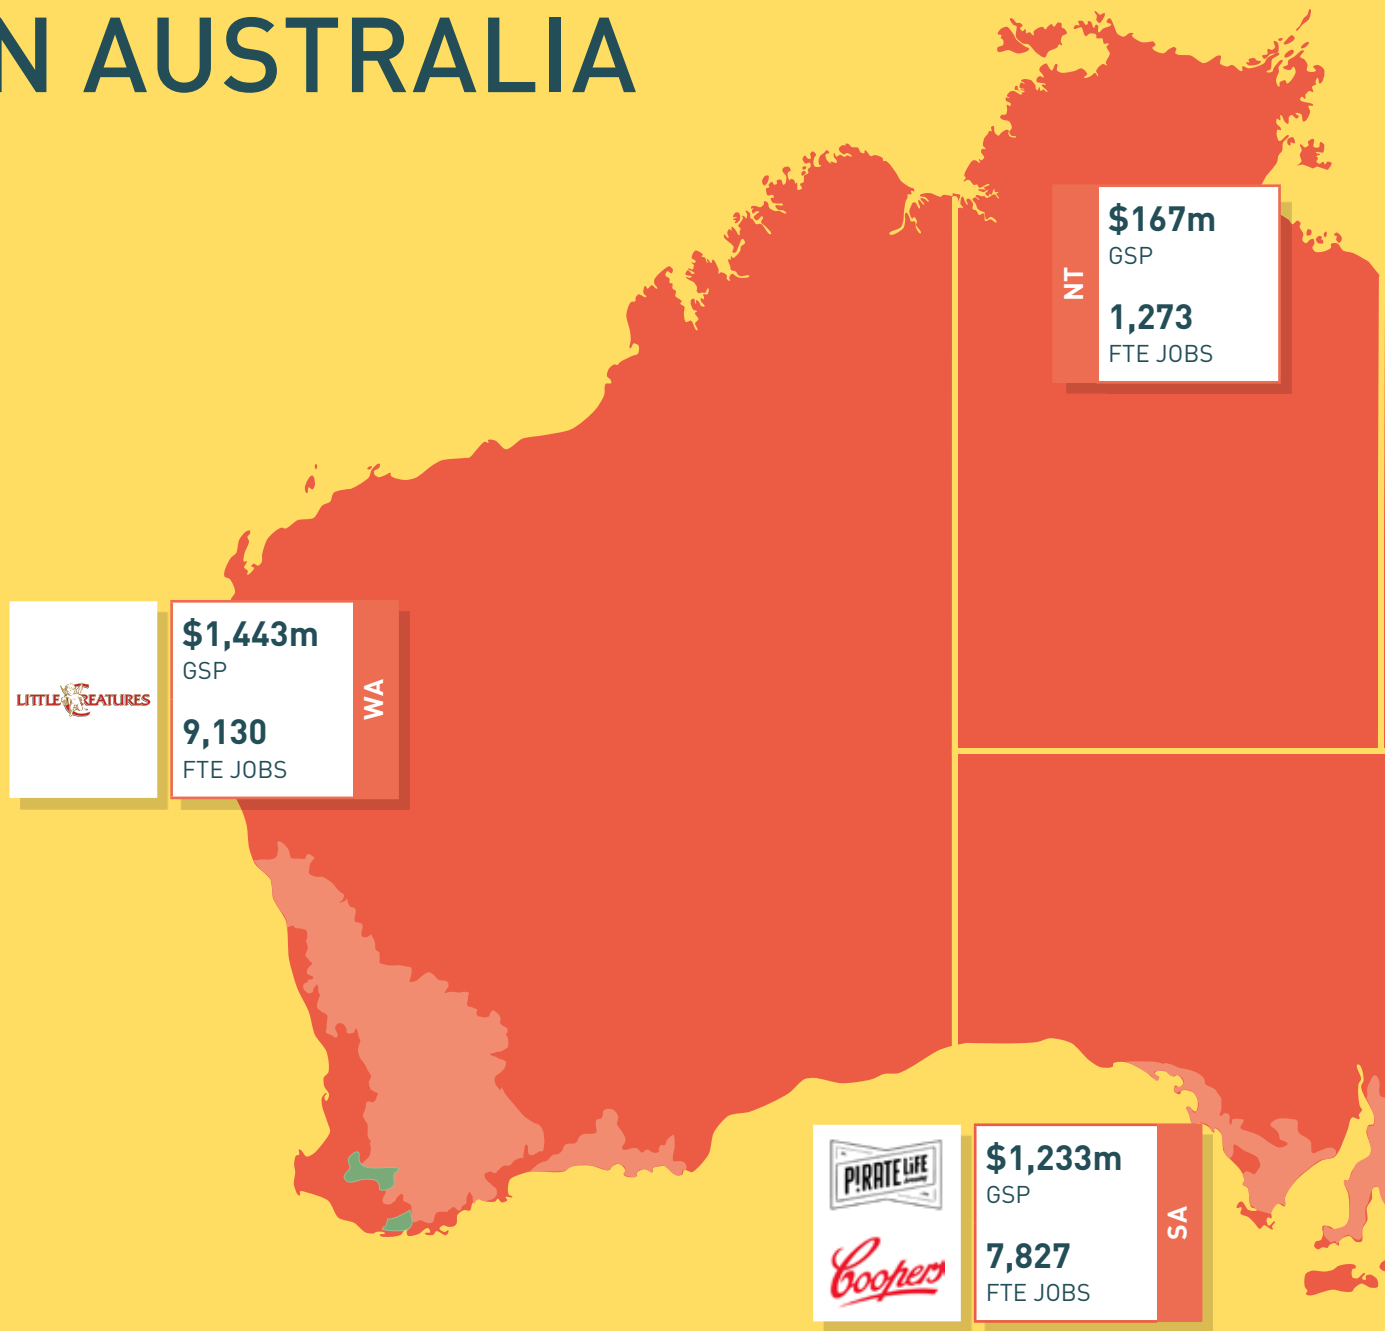 N AUSTRALIA
NT
$167m
GSP
1,273
FTE JOBS
LITTLE CREATURES
$1,443m
GSP
9,130
FTE JOBS
WA
P!RATE LiFE
Coopers
$1,233m
GSP
7,827
FTE JOBS
SA